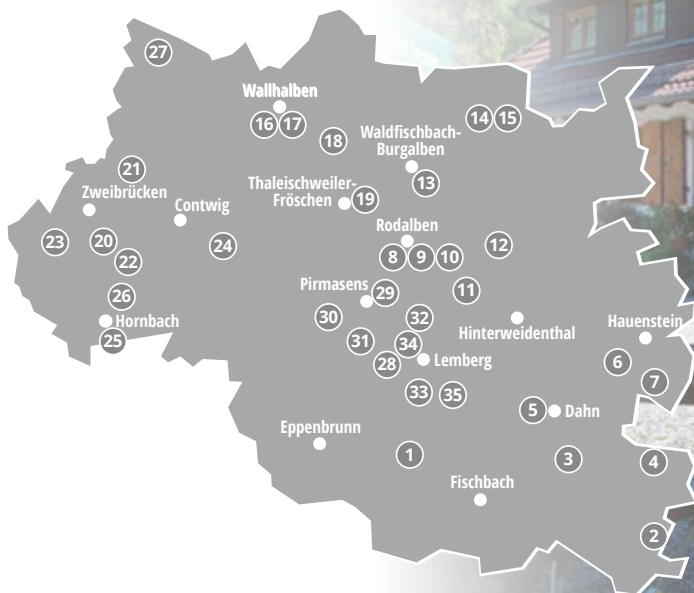 27
Wallhalben
16 17
18
14 15
Waldfischbach-
Burgalben
13
21
Zweibrücken
Contwig
Thaleischweiler-
Fröschen
19
23
20
22
24
Rodalben
8 9 10
12
26
Hornbach
25
Pirmasens
29
11
30
32
Hinterweidenthal
Hauenstein
31
34
28
Lemberg
6
7
33
35
5
Dahn
Eppenbrunn
1
3
4
Fischbach
2